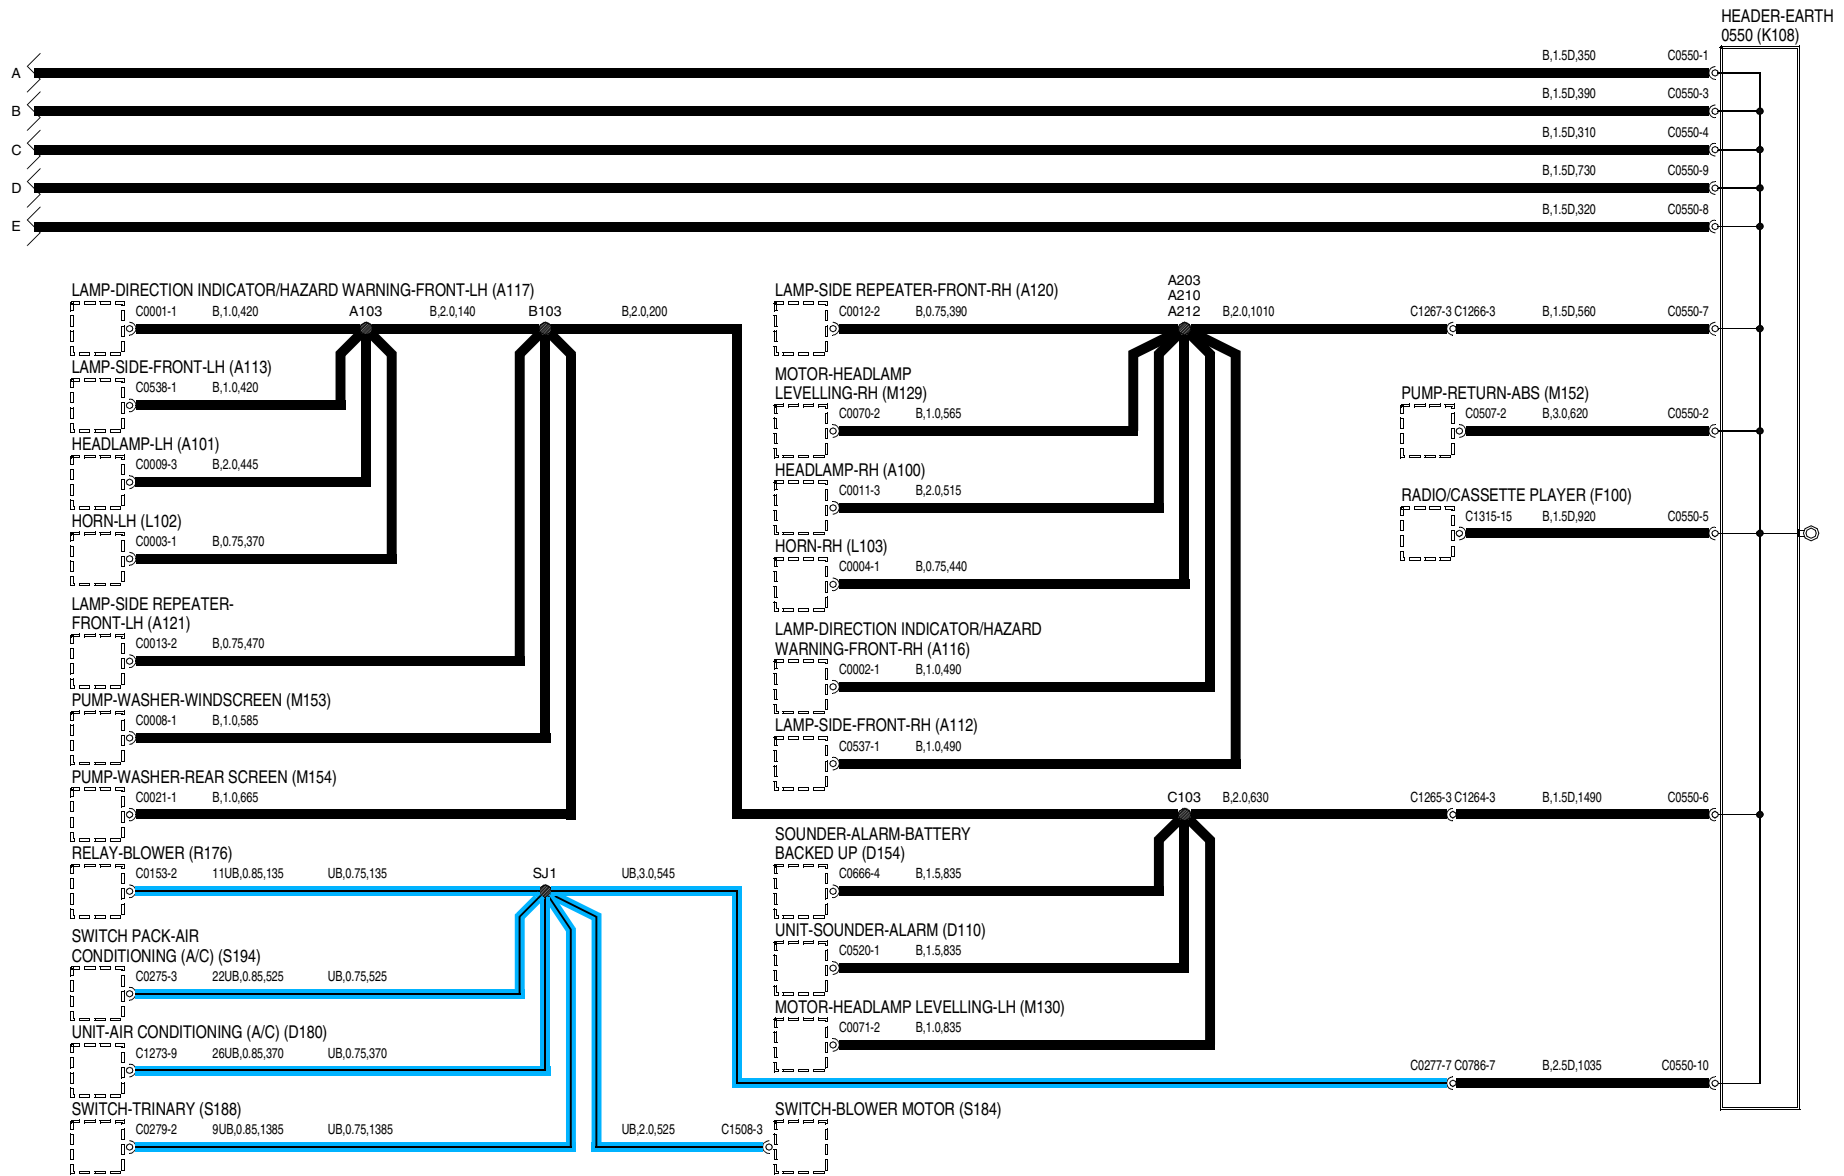 HEADER-EARTH
0550 (K108)
A B,1.5D,350 C0550-1
B B,1.5D,390 C0550-3
C B,1.5D,310 C0550-4
D B,1.5D,730 C0550-9
E B,1.5D,320 C0550-8
LAMP-DIRECTION INDICATOR/HAZARD WARNING-FRONT-LH (A117)
C0001-1 B,1.0,420 A103 B,2.0,140 B103 B,2.0,200
LAMP-SIDE-FRONT-LH (A113)
C0538-1 B,1.0,420
HEADLAMP-LH (A101)
C0009-3 B,2.0,445
HORN-LH (L102)
C0003-1 B,0.75,370
LAMP-SIDE REPEATER-
FRONT-LH (A121)
C0013-2 B,0.75,470
PUMP-WASHER-WINDSCREEN (M153)
C0008-1 B,1.0,585
PUMP-WASHER-REAR SCREEN (M154)
C0021-1 B,1.0,665
RELAY-BLOWER (R176)
C0153-2 11UB,0.85,135 UB,0.75,135 SJ1 UB,3.0,545
SWITCH PACK-AIR
CONDITIONING (A/C) (S194)
C0275-3 22UB,0.85,525 UB,0.75,525
UNIT-AIR CONDITIONING (A/C) (D180)
C1273-9 26UB,0.85,370 UB,0.75,370
SWITCH-TRINARY (S188)
C0279-2 9UB,0.85,1385 UB,0.75,1385 UB,2.0,525 C1508-3
SWITCH-BLOWER MOTOR (S184)
LAMP-SIDE REPEATER-FRONT-RH (A120)
A203
A210
C0012-2 B,0.75,390 A212 B,2.0,1010 C1267-3 C1266-3 B,1.5D,560 C0550-7
MOTOR-HEADLAMP
LEVELLING-RH (M129)
C0070-2 B,1.0,565
HEADLAMP-RH (A100)
C0011-3 B,2.0,515
HORN-RH (L103)
C0004-1 B,0.75,440
LAMP-DIRECTION INDICATOR/HAZARD
WARNING-FRONT-RH (A116)
C0002-1 B,1.0,490
LAMP-SIDE-FRONT-RH (A112)
C0537-1 B,1.0,490
PUMP-RETURN-ABS (M152)
C0507-2 B,3.0,620 C0550-2
RADIO/CASSETTE PLAYER (F100)
C1315-15 B,1.5D,920 C0550-5
C103 B,2.0,630 C1265-3 C1264-3 B,1.5D,1490 C0550-6
SOUNDER-ALARM-BATTERY
BACKED UP (D154)
C0666-4 B,1.5,835
UNIT-SOUNDER-ALARM (D110)
C0520-1 B,1.5,835
MOTOR-HEADLAMP LEVELLING-LH (M130)
C0071-2 B,1.0,835
C0277-7 C0786-7 B,2.5D,1035 C0550-10